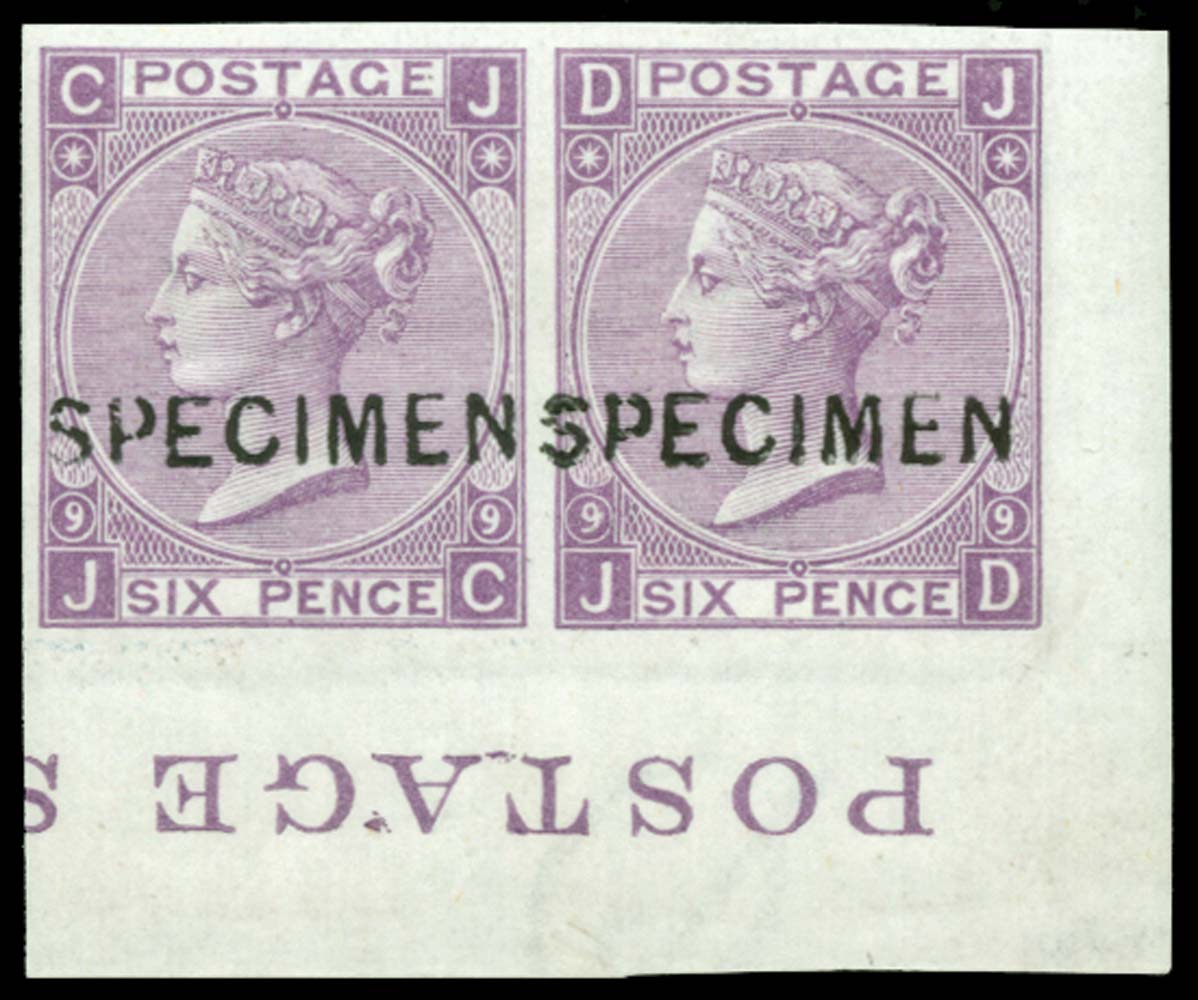 C POSTAGE J D POSTAGE J
SPECIMEN SPECIMEN
9 9 9 9
J SIX PENCE C J SIX PENCE D
POSTAGE S